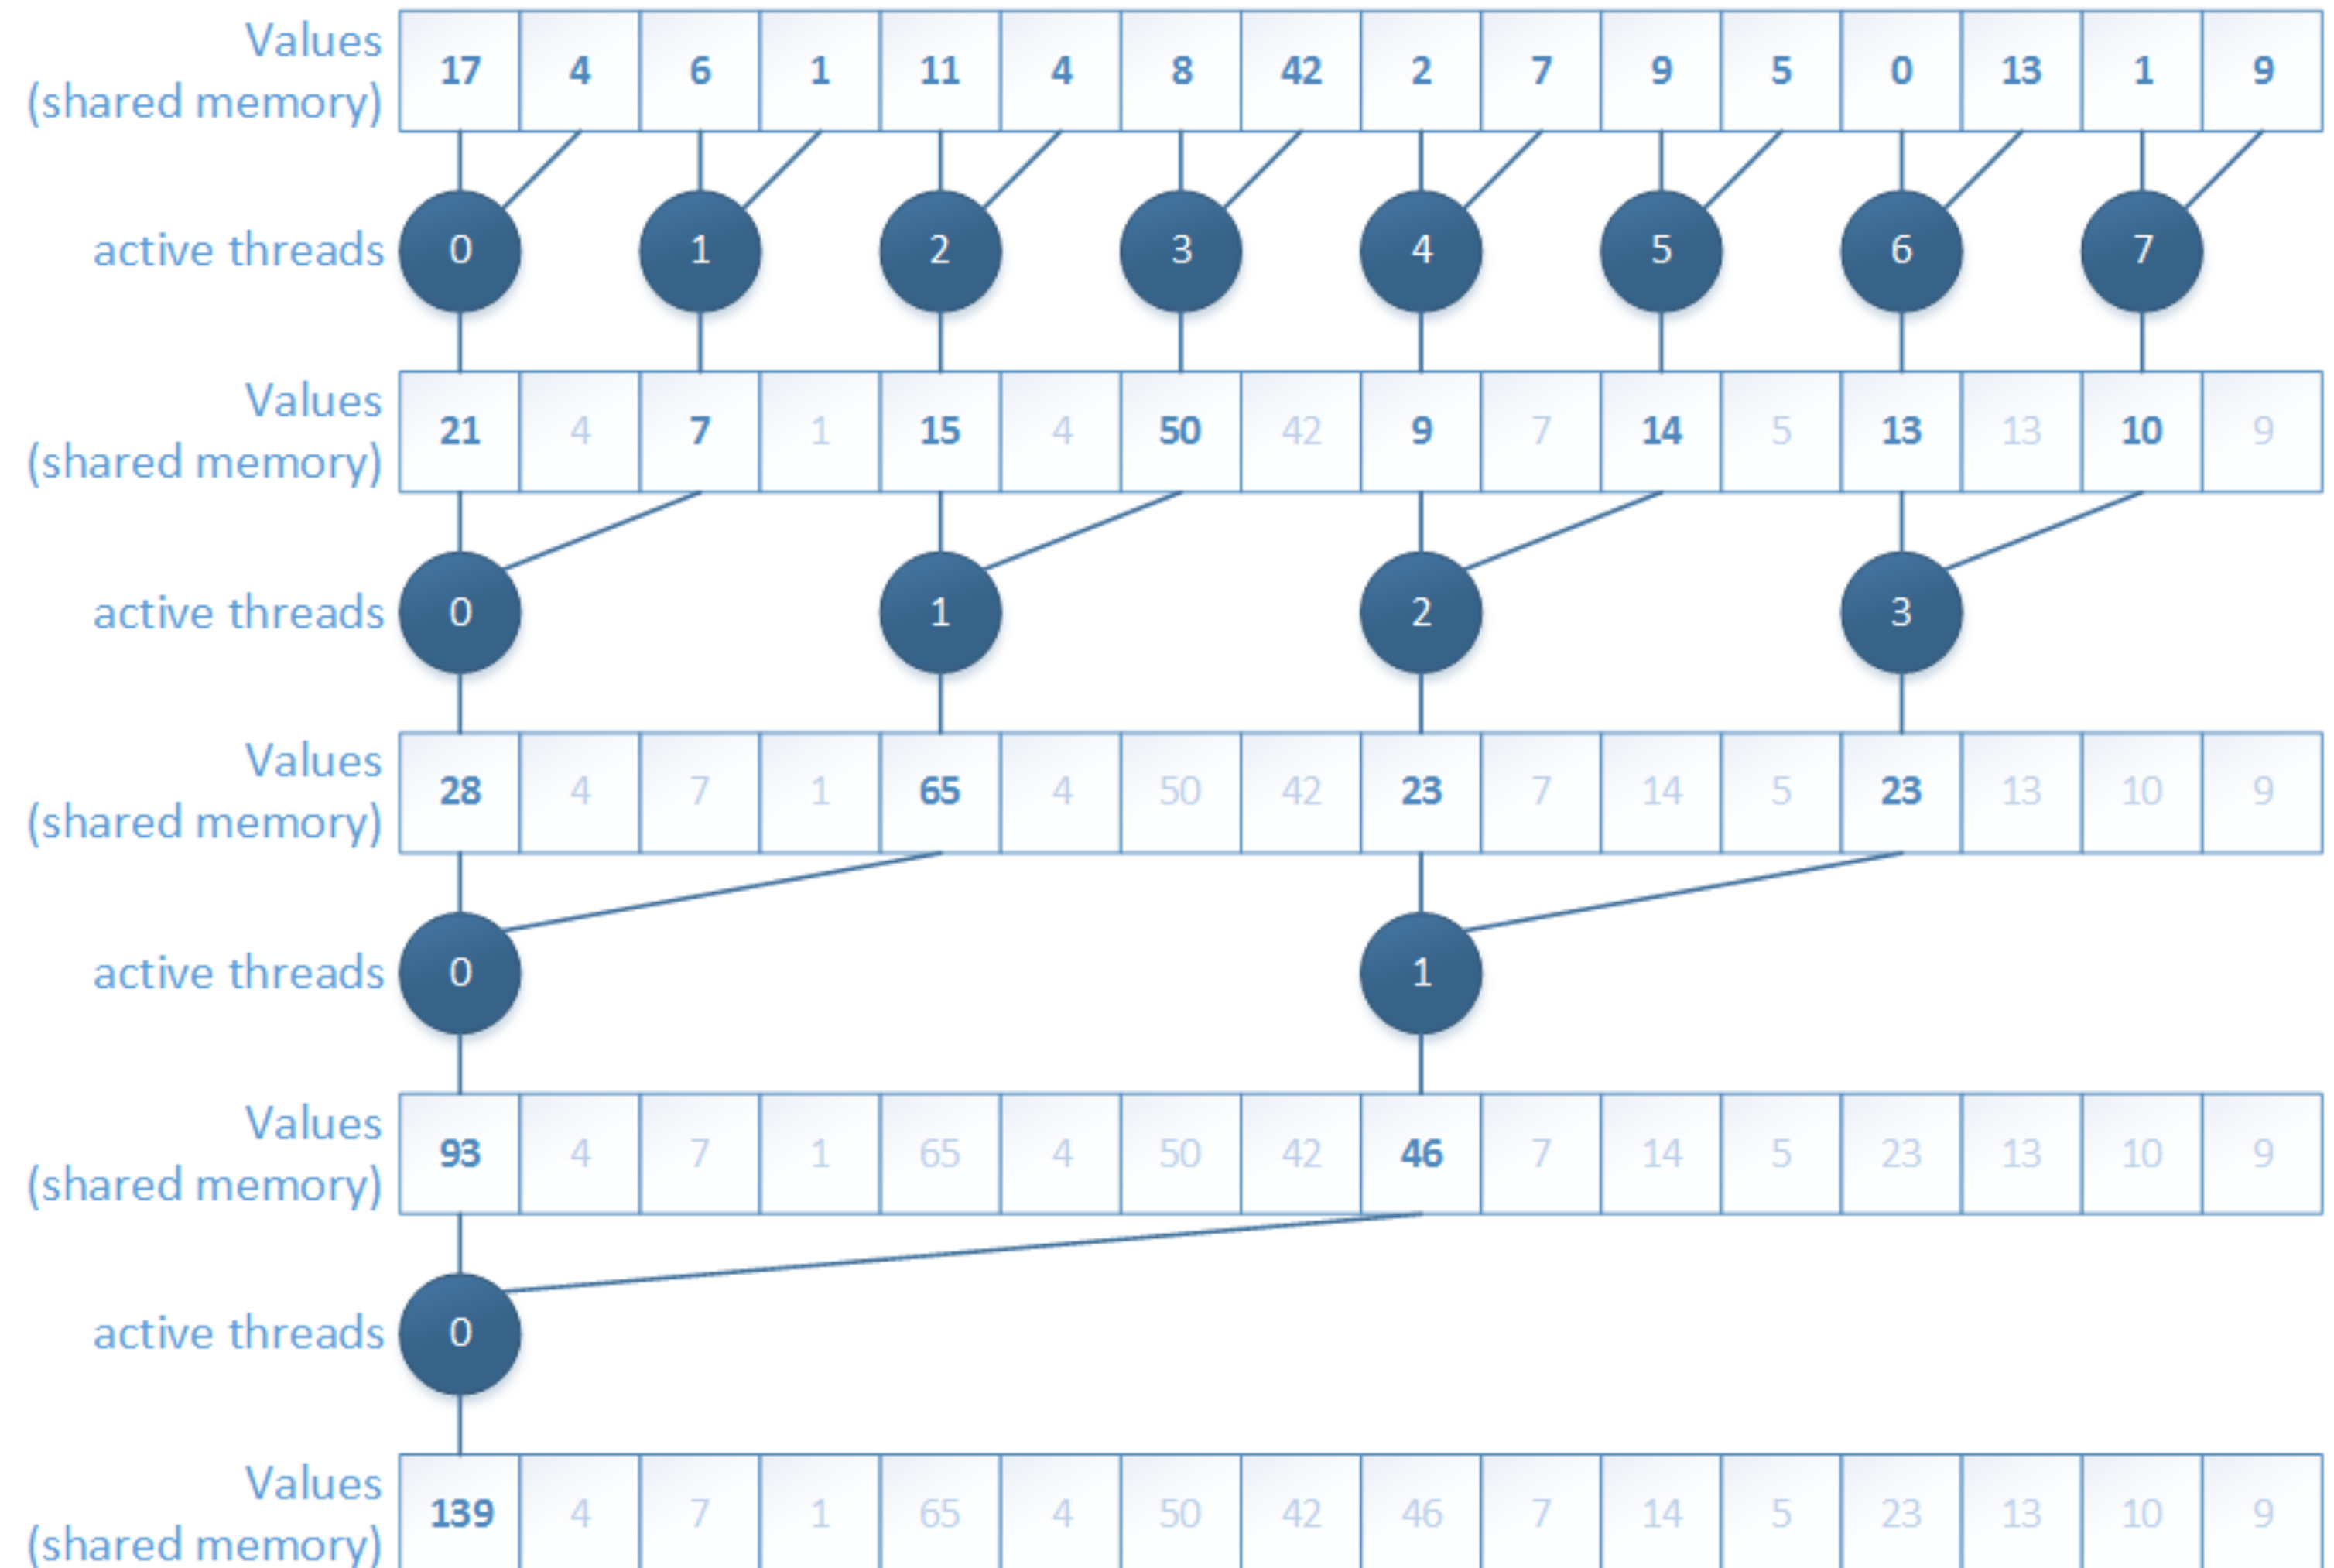 Values
(shared memory)
17 4 6 1 11 4 8 42 2 7 9 5 0 13 1 9
active threads
0 1 2 3 4 5 6 7
Values
(shared memory)
21 4 7 1 15 4 50 42 9 7 14 5 13 13 10 9
active threads
0 1 2 3
Values
(shared memory)
28 4 7 1 65 4 50 42 23 7 14 5 23 13 10 9
active threads
0 1
Values
(shared memory)
93 4 7 1 65 4 50 42 46 7 14 5 23 13 10 9
active threads
0
Values
(shared memory)
139 4 7 1 65 4 50 42 46 7 14 5 23 13 10 9